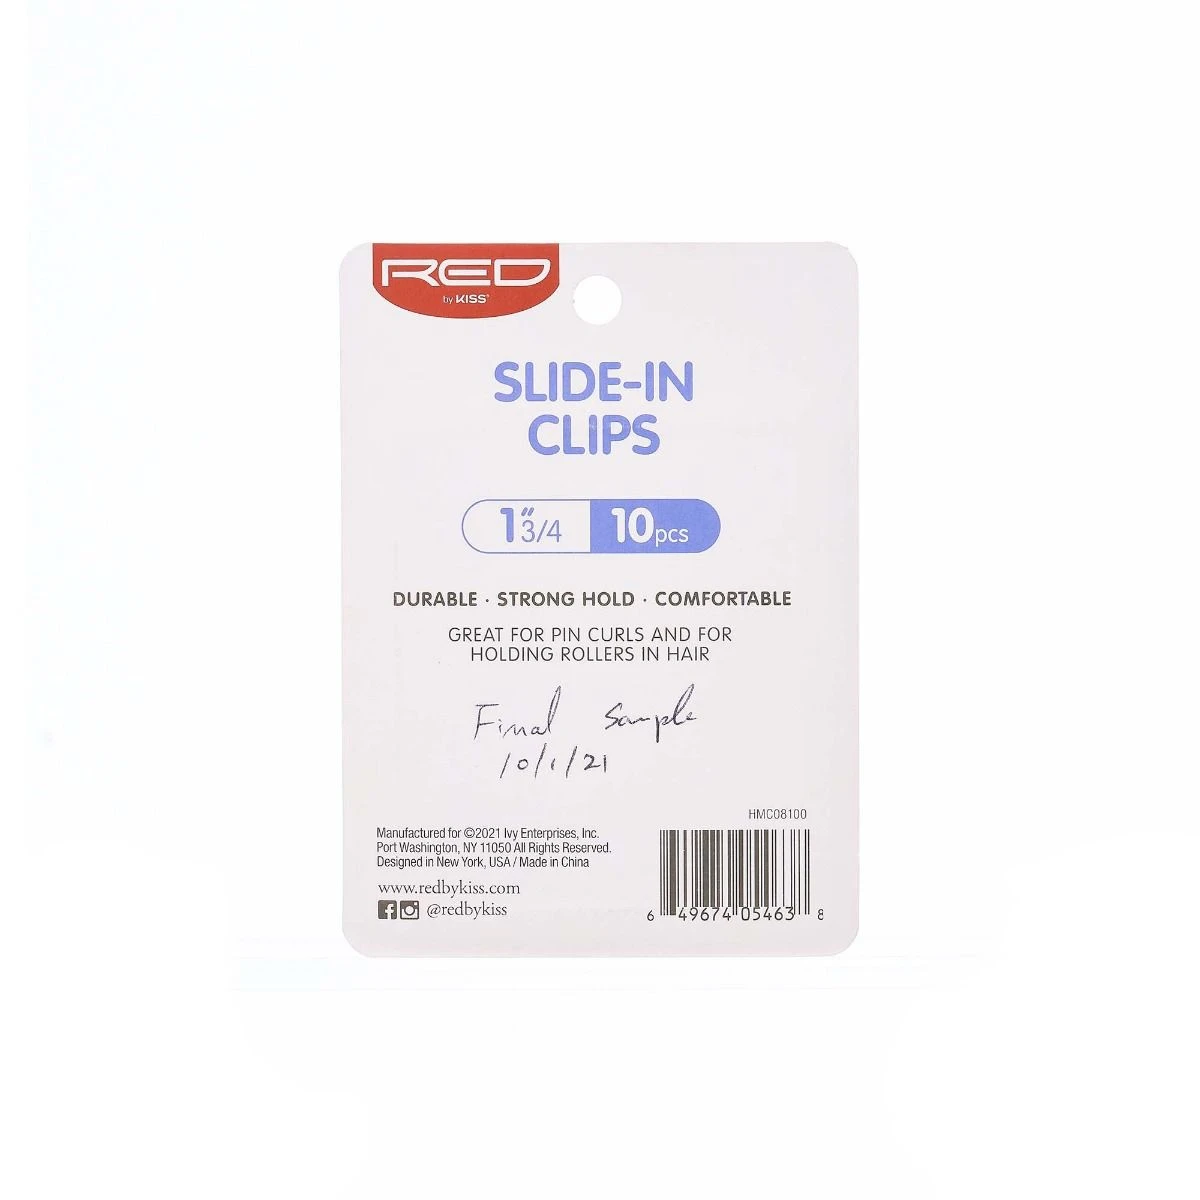 RED
by KISS®
SLIDE-IN
CLIPS
1" 3/4 10pcs
DURABLE · STRONG HOLD · COMFORTABLE
GREAT FOR PIN CURLS AND FOR
HOLDING ROLLERS IN HAIR
Final Sample
10/1/21
HMC08100
Manufactured for ©2021 Ivy Enterprises, Inc.
Port Washington, NY 11050 All Rights Reserved.
Designed in New York, USA / Made in China
www.redbykiss.com
@redbykiss
6 49674 05463 8